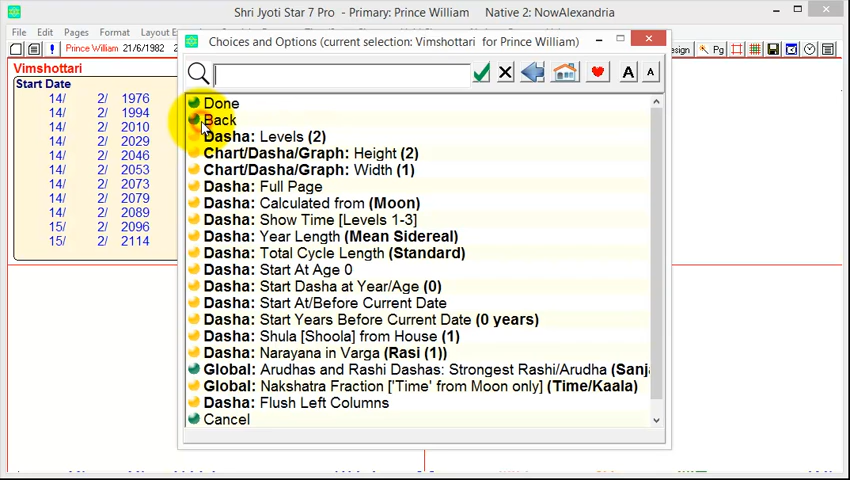 Shri Jyoti Star 7 Pro - Primary: Prince William Native 2: NowAlexandria
File Edit Pages Format Layout
Prince William 21/6/1982
esign Pg
Choices and Options (current selection: Vimshottari for Prince William)
A A
Vimshottari
Start Date
14/ 2/ 1976
14/ 2/ 1994
14/ 2/ 2010
14/ 2/ 2029
14/ 2/ 2046
14/ 2/ 2053
14/ 2/ 2073
14/ 2/ 2079
14/ 2/ 2089
15/ 2/ 2096
15/ 2/ 2114
Done
Back
Dasha: Levels (2)
Chart/Dasha/Graph: Height (2)
Chart/Dasha/Graph: Width (1)
Dasha: Full Page
Dasha: Calculated from (Moon)
Dasha: Show Time [Levels 1-3]
Dasha: Year Length (Mean Sidereal)
Dasha: Total Cycle Length (Standard)
Dasha: Start At Age 0
Dasha: Start Dasha at Year/Age (0)
Dasha: Start At/Before Current Date
Dasha: Start Years Before Current Date (0 years)
Dasha: Shula [Shoola] from House (1)
Dasha: Narayana in Varga (Rasi (1))
Global: Arudhas and Rashi Dashas: Strongest Rashi/Arudha (Sanj
Global: Nakshatra Fraction ['Time' from Moon only] (Time/Kaala)
Dasha: Flush Left Columns
Cancel